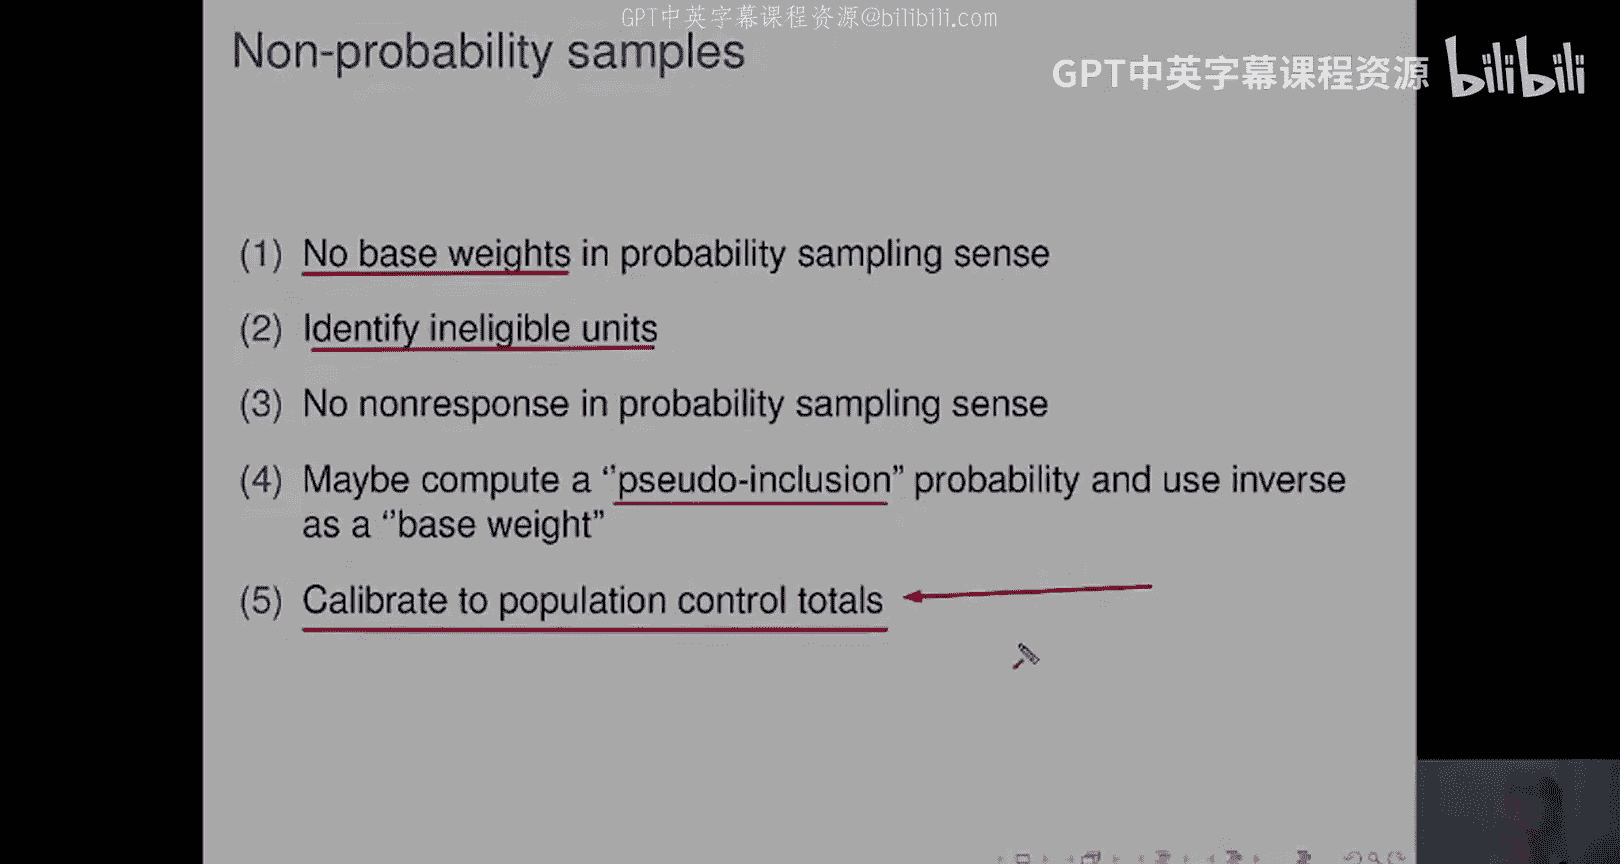 GPT中英字幕课程资源@bilibili.com
Non-probability samples
GPT中英字幕课程资源 bilibili
(1) No base weights in probability sampling sense
(2) Identify ineligible units
(3) No nonresponse in probability sampling sense
(4) Maybe compute a ‘’pseudo-inclusion” probability and use inverse
as a ‘’base weight”
(5) Calibrate to population control totals